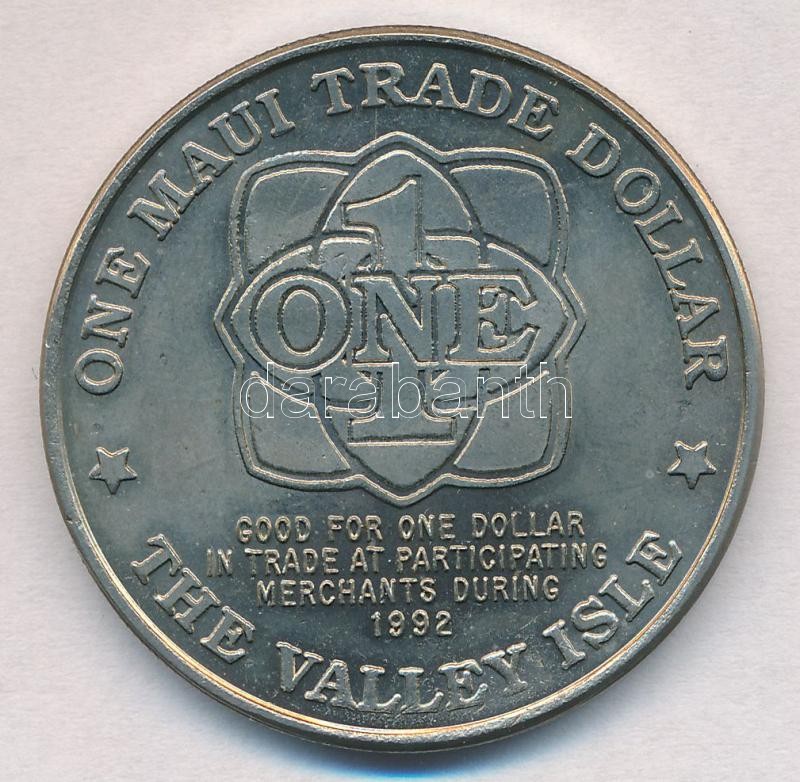 ONE MAUI TRADE DOLLAR
1
ONE
darabanth
GOOD FOR ONE DOLLAR
IN TRADE AT PARTICIPATING
MERCHANTS DURING
1992
THE VALLEY ISLE